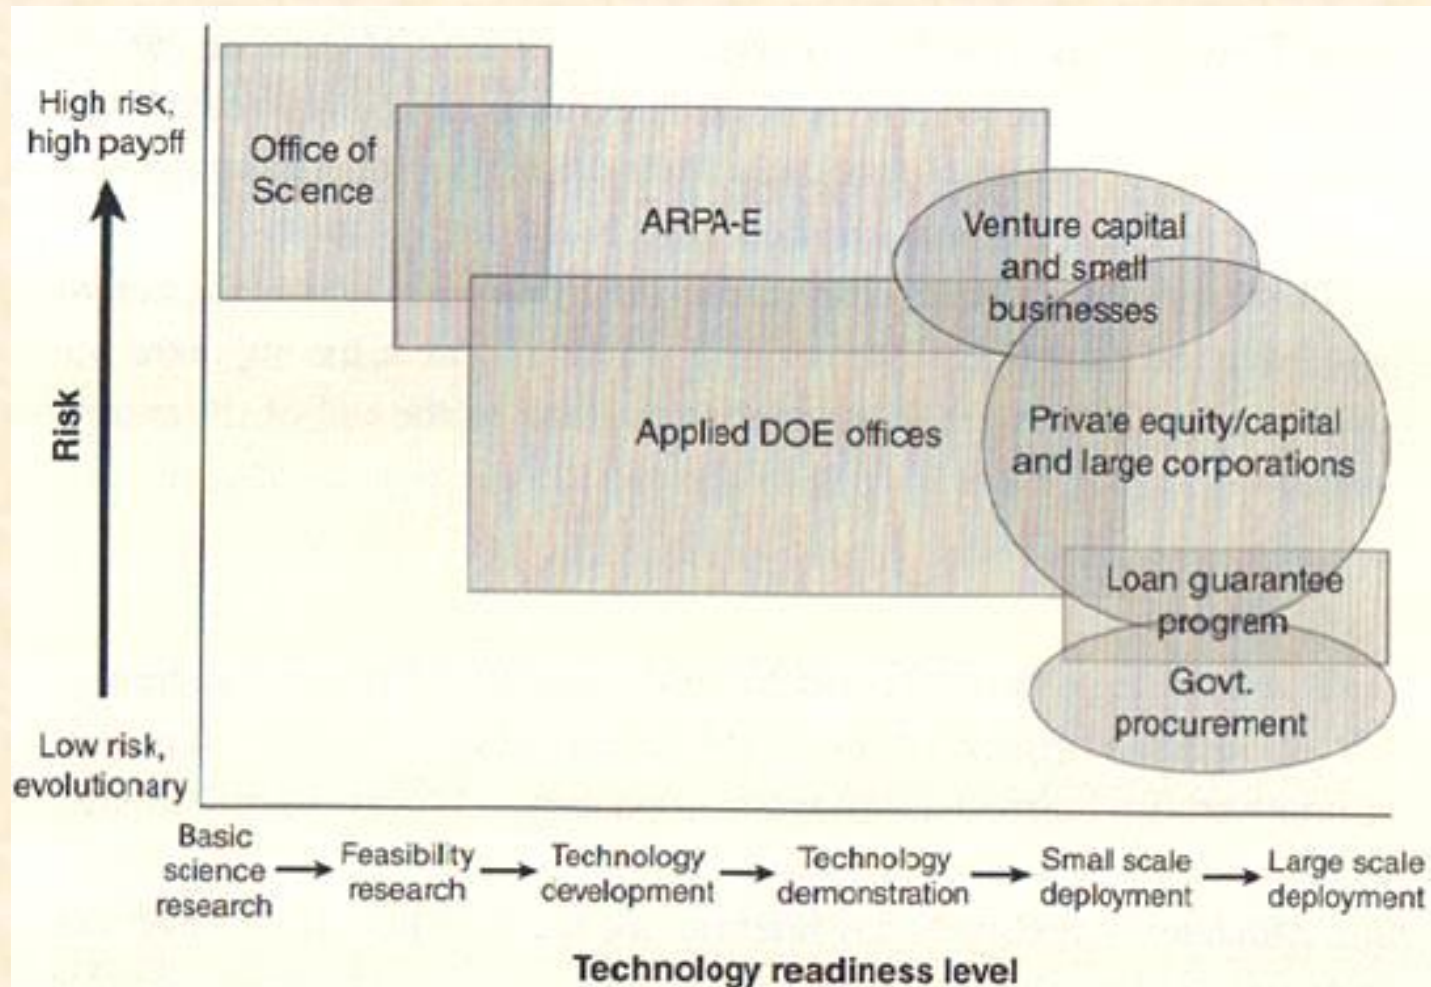 High risk,
high payoff
Risk
Low risk,
evolutionary
Office of
Science
ARPA-E
Venture capital
and small
businesses
Applied DOE offices
Private equity/capital
and large corporations
Loan guarantee
program
Govt.
procurement
Basic
science
research
Feasibility
research
Technology
cevelopment
Technology
demonstration
Small scale
deployment
Large scale
deployment
Technology readiness level